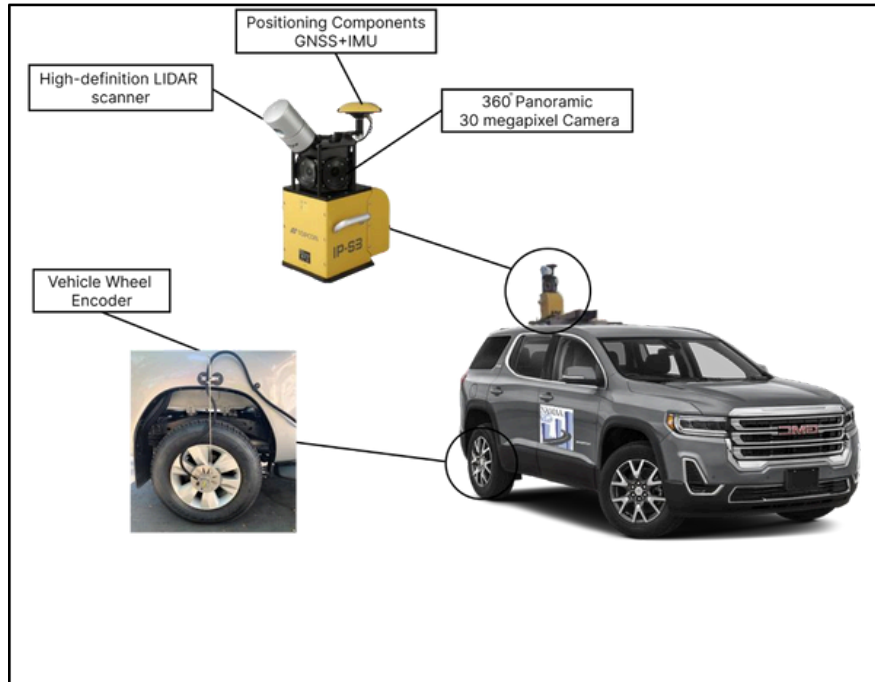 Positioning Components
GNSS+IMU
High-definition LIDAR
scanner
360° Panoramic
30 megapixel Camera
TOPCON
IP-S3
Vehicle Wheel
Encoder
GMC